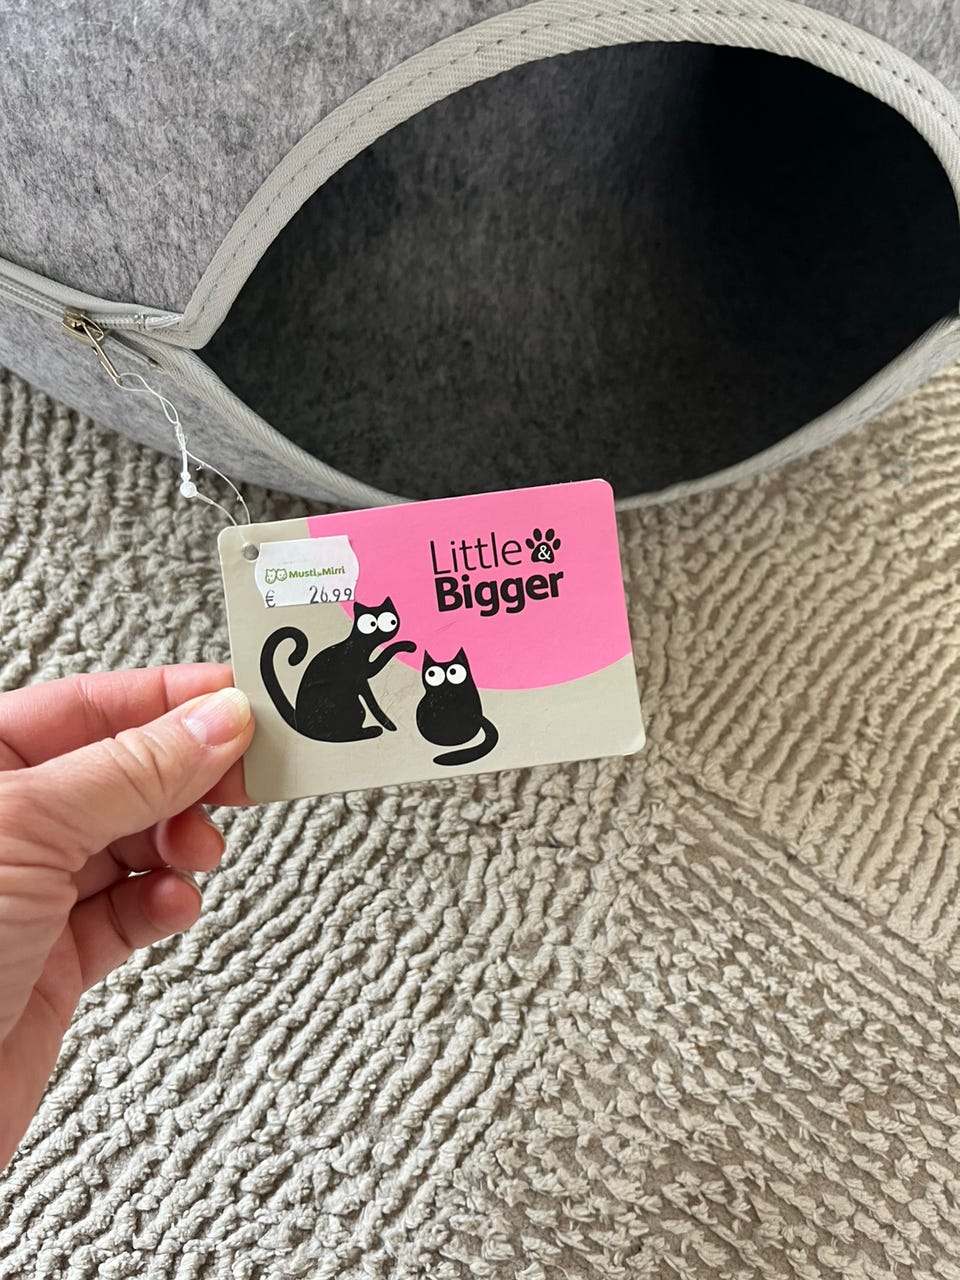 Little &
Bigger
Musti ja Mirri
€ 26.99